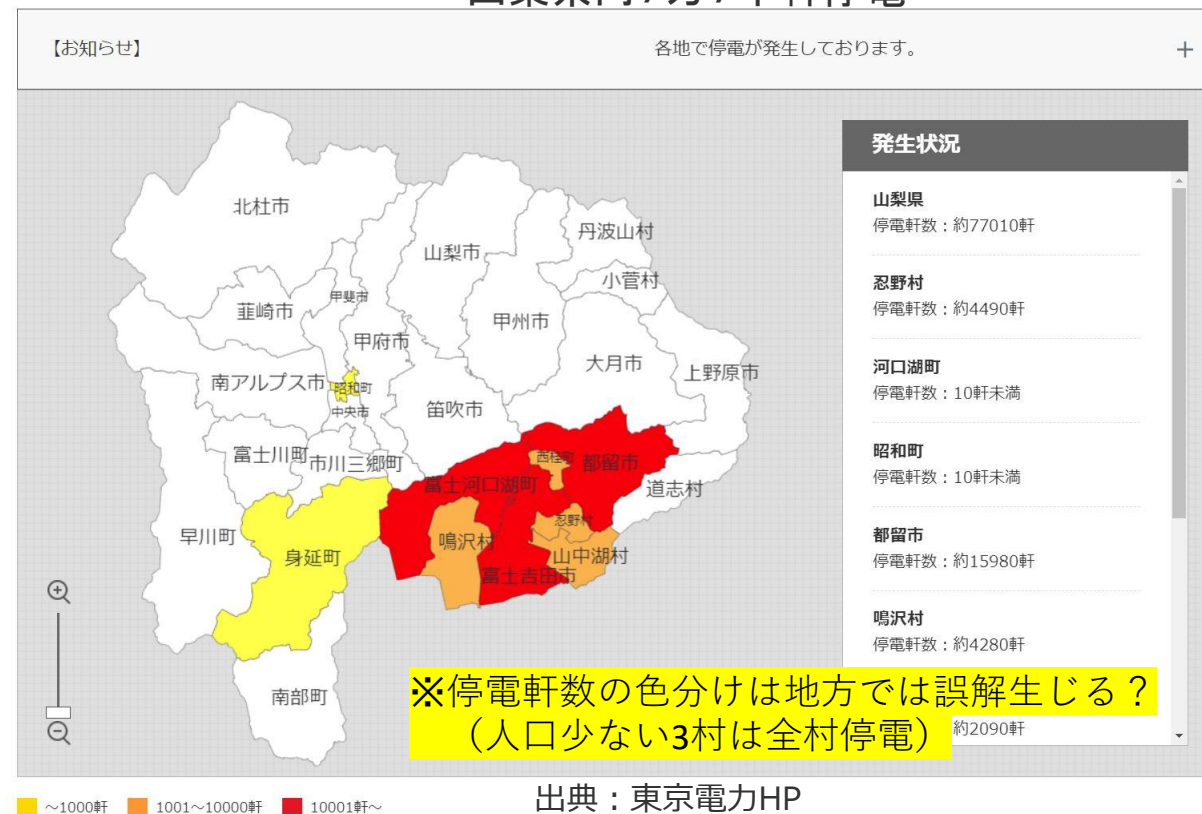 【お知らせ】 各地で停電が発生しております。 +
北杜市
丹波山村
山梨市
小菅村
韮崎市
甲斐市
甲州市
甲府市
大月市
上野原市
南アルプス市
昭和町
中央市
笛吹市
富士川町
市川三郷町
西桂町
都留市
富士河口湖町
道志村
早川町
身延町
鳴沢村
忍野村
山中湖村
富士吉田市
南部町
発生状況
山梨県
停電軒数:約77010軒
忍野村
停電軒数:約4490軒
河口湖町
停電軒数:10軒未満
昭和町
停電軒数:10軒未満
都留市
停電軒数:約15980軒
鳴沢村
停電軒数:約4280軒
約2090軒
※停電軒数の色分けは地方では誤解生じる?
(人口少ない3村は全村停電)
~1000軒 1001~10000軒 10001軒~
出典:東京電力HP